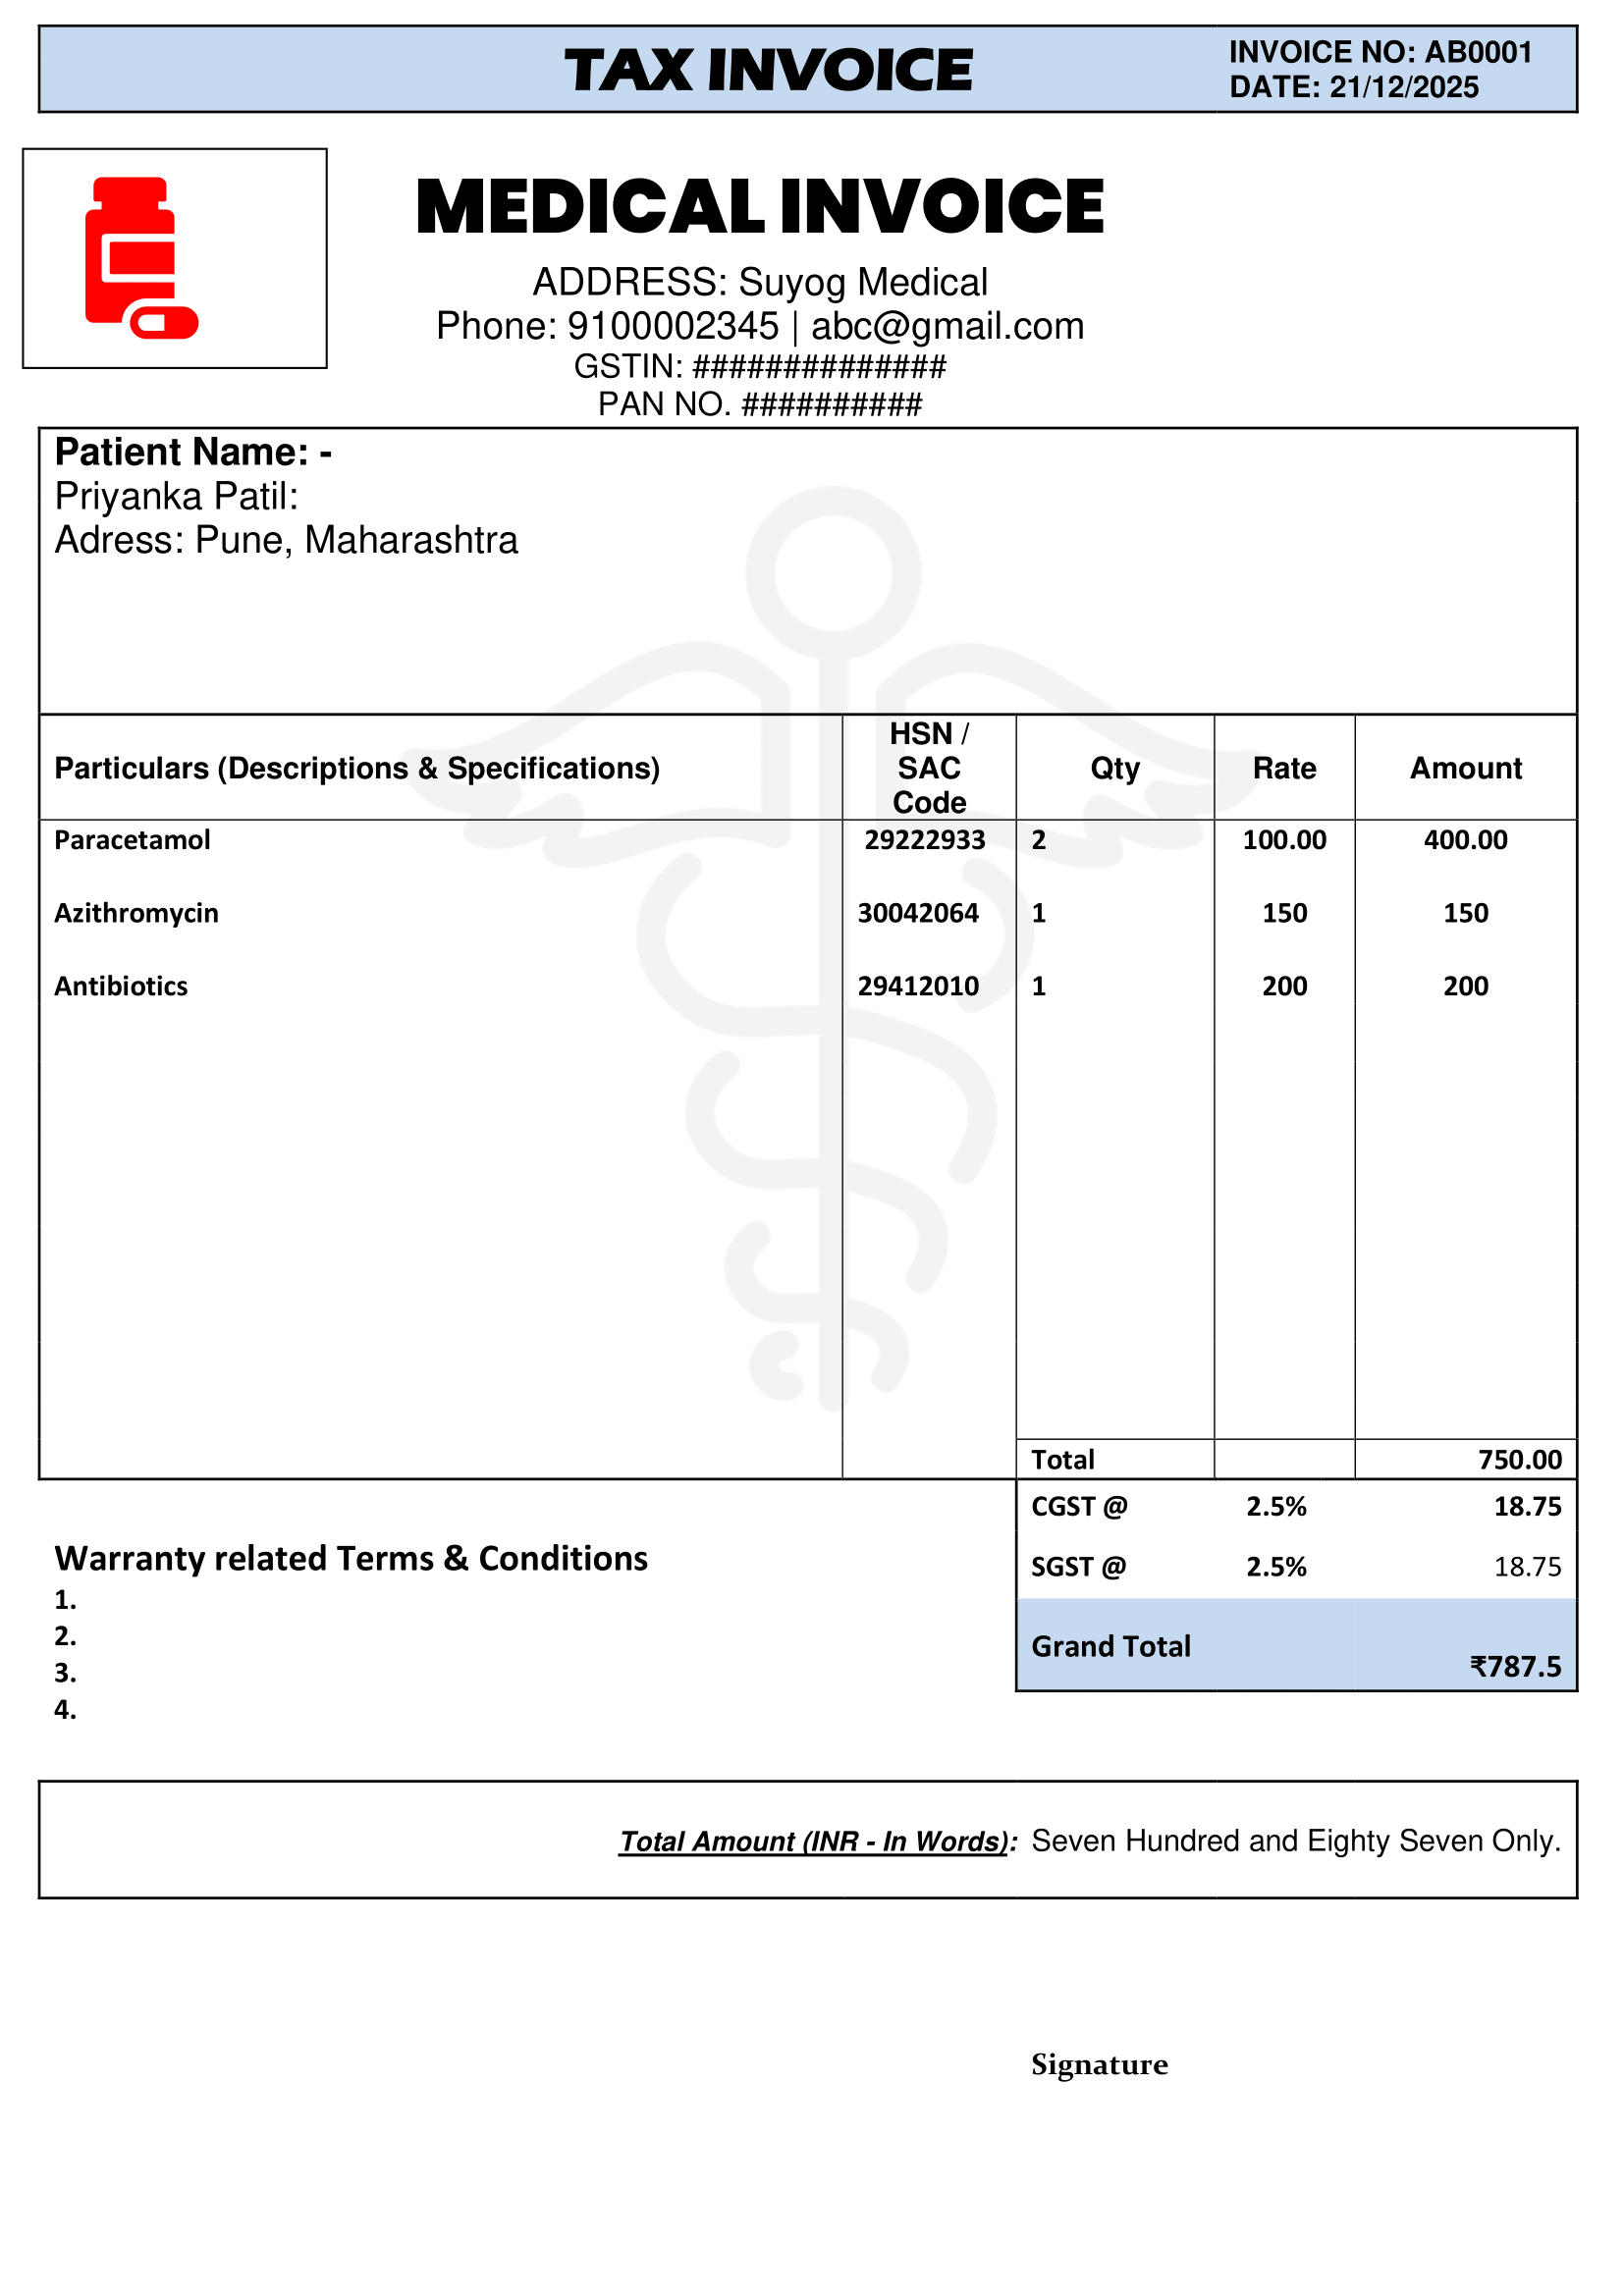 TAX INVOICE
INVOICE NO: AB0001
DATE: 21/12/2025
MEDICAL INVOICE
ADDRESS: Suyog Medical
Phone: 9100002345 | abc@gmail.com
GSTIN: ##############
PAN NO. ##########
Patient Name: -
Priyanka Patil:
Adress: Pune, Maharashtra
Particulars (Descriptions & Specifications) HSN / SAC Code Qty Rate Amount
Paracetamol 29222933 2 100.00 400.00
Azithromycin 30042064 1 150 150
Antibiotics 29412010 1 200 200
Total 750.00
CGST @ 2.5% 18.75
SGST @ 2.5% 18.75
Grand Total ₹787.5
Warranty related Terms & Conditions
1.
2.
3.
4.
Total Amount (INR - In Words): Seven Hundred and Eighty Seven Only.
Signature